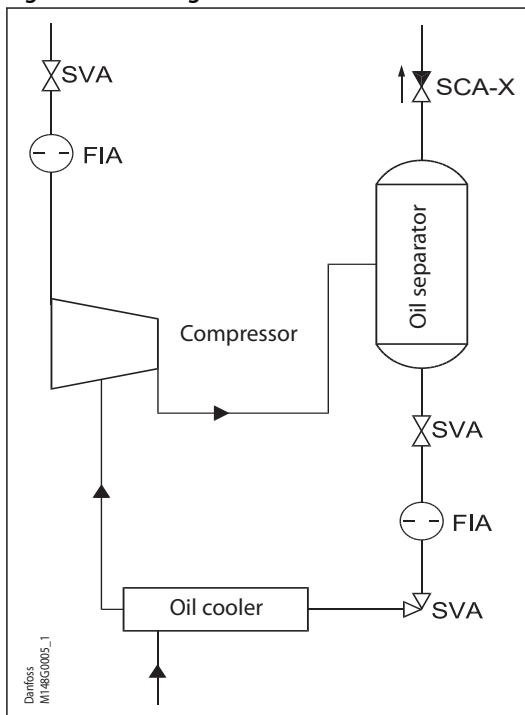 SVA
SCA-X
FIA
Oil separator
Compressor
SVA
FIA
Oil cooler
SVA
Danfoss
M148G0005_1